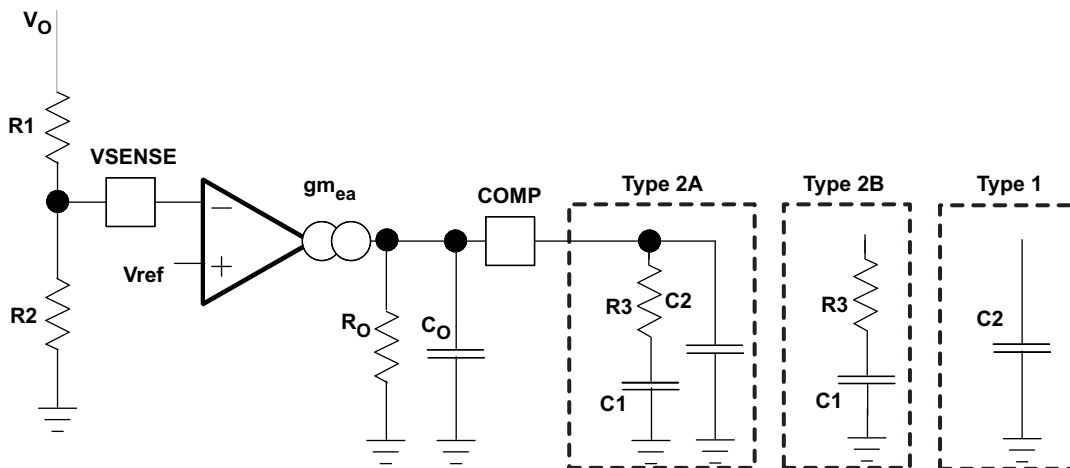 VO
R1
VSENSE
gmea
COMP
Type 2A
Type 2B
Type 1
Vref
R2
RO
CO
R3
C2
C1
R3
C1
C2